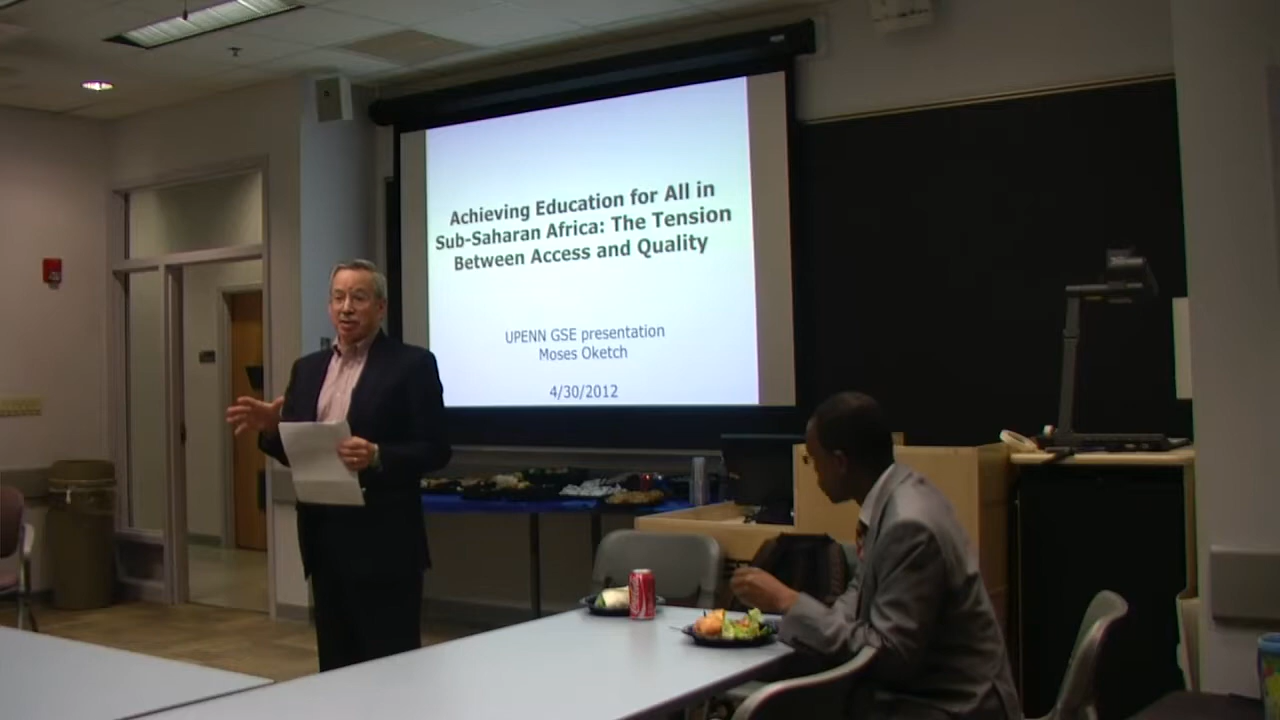 Achieving Education for All in
Sub-Saharan Africa: The Tension
Between Access and Quality
UPENN GSE presentation
Moses Oketch
4/30/2012